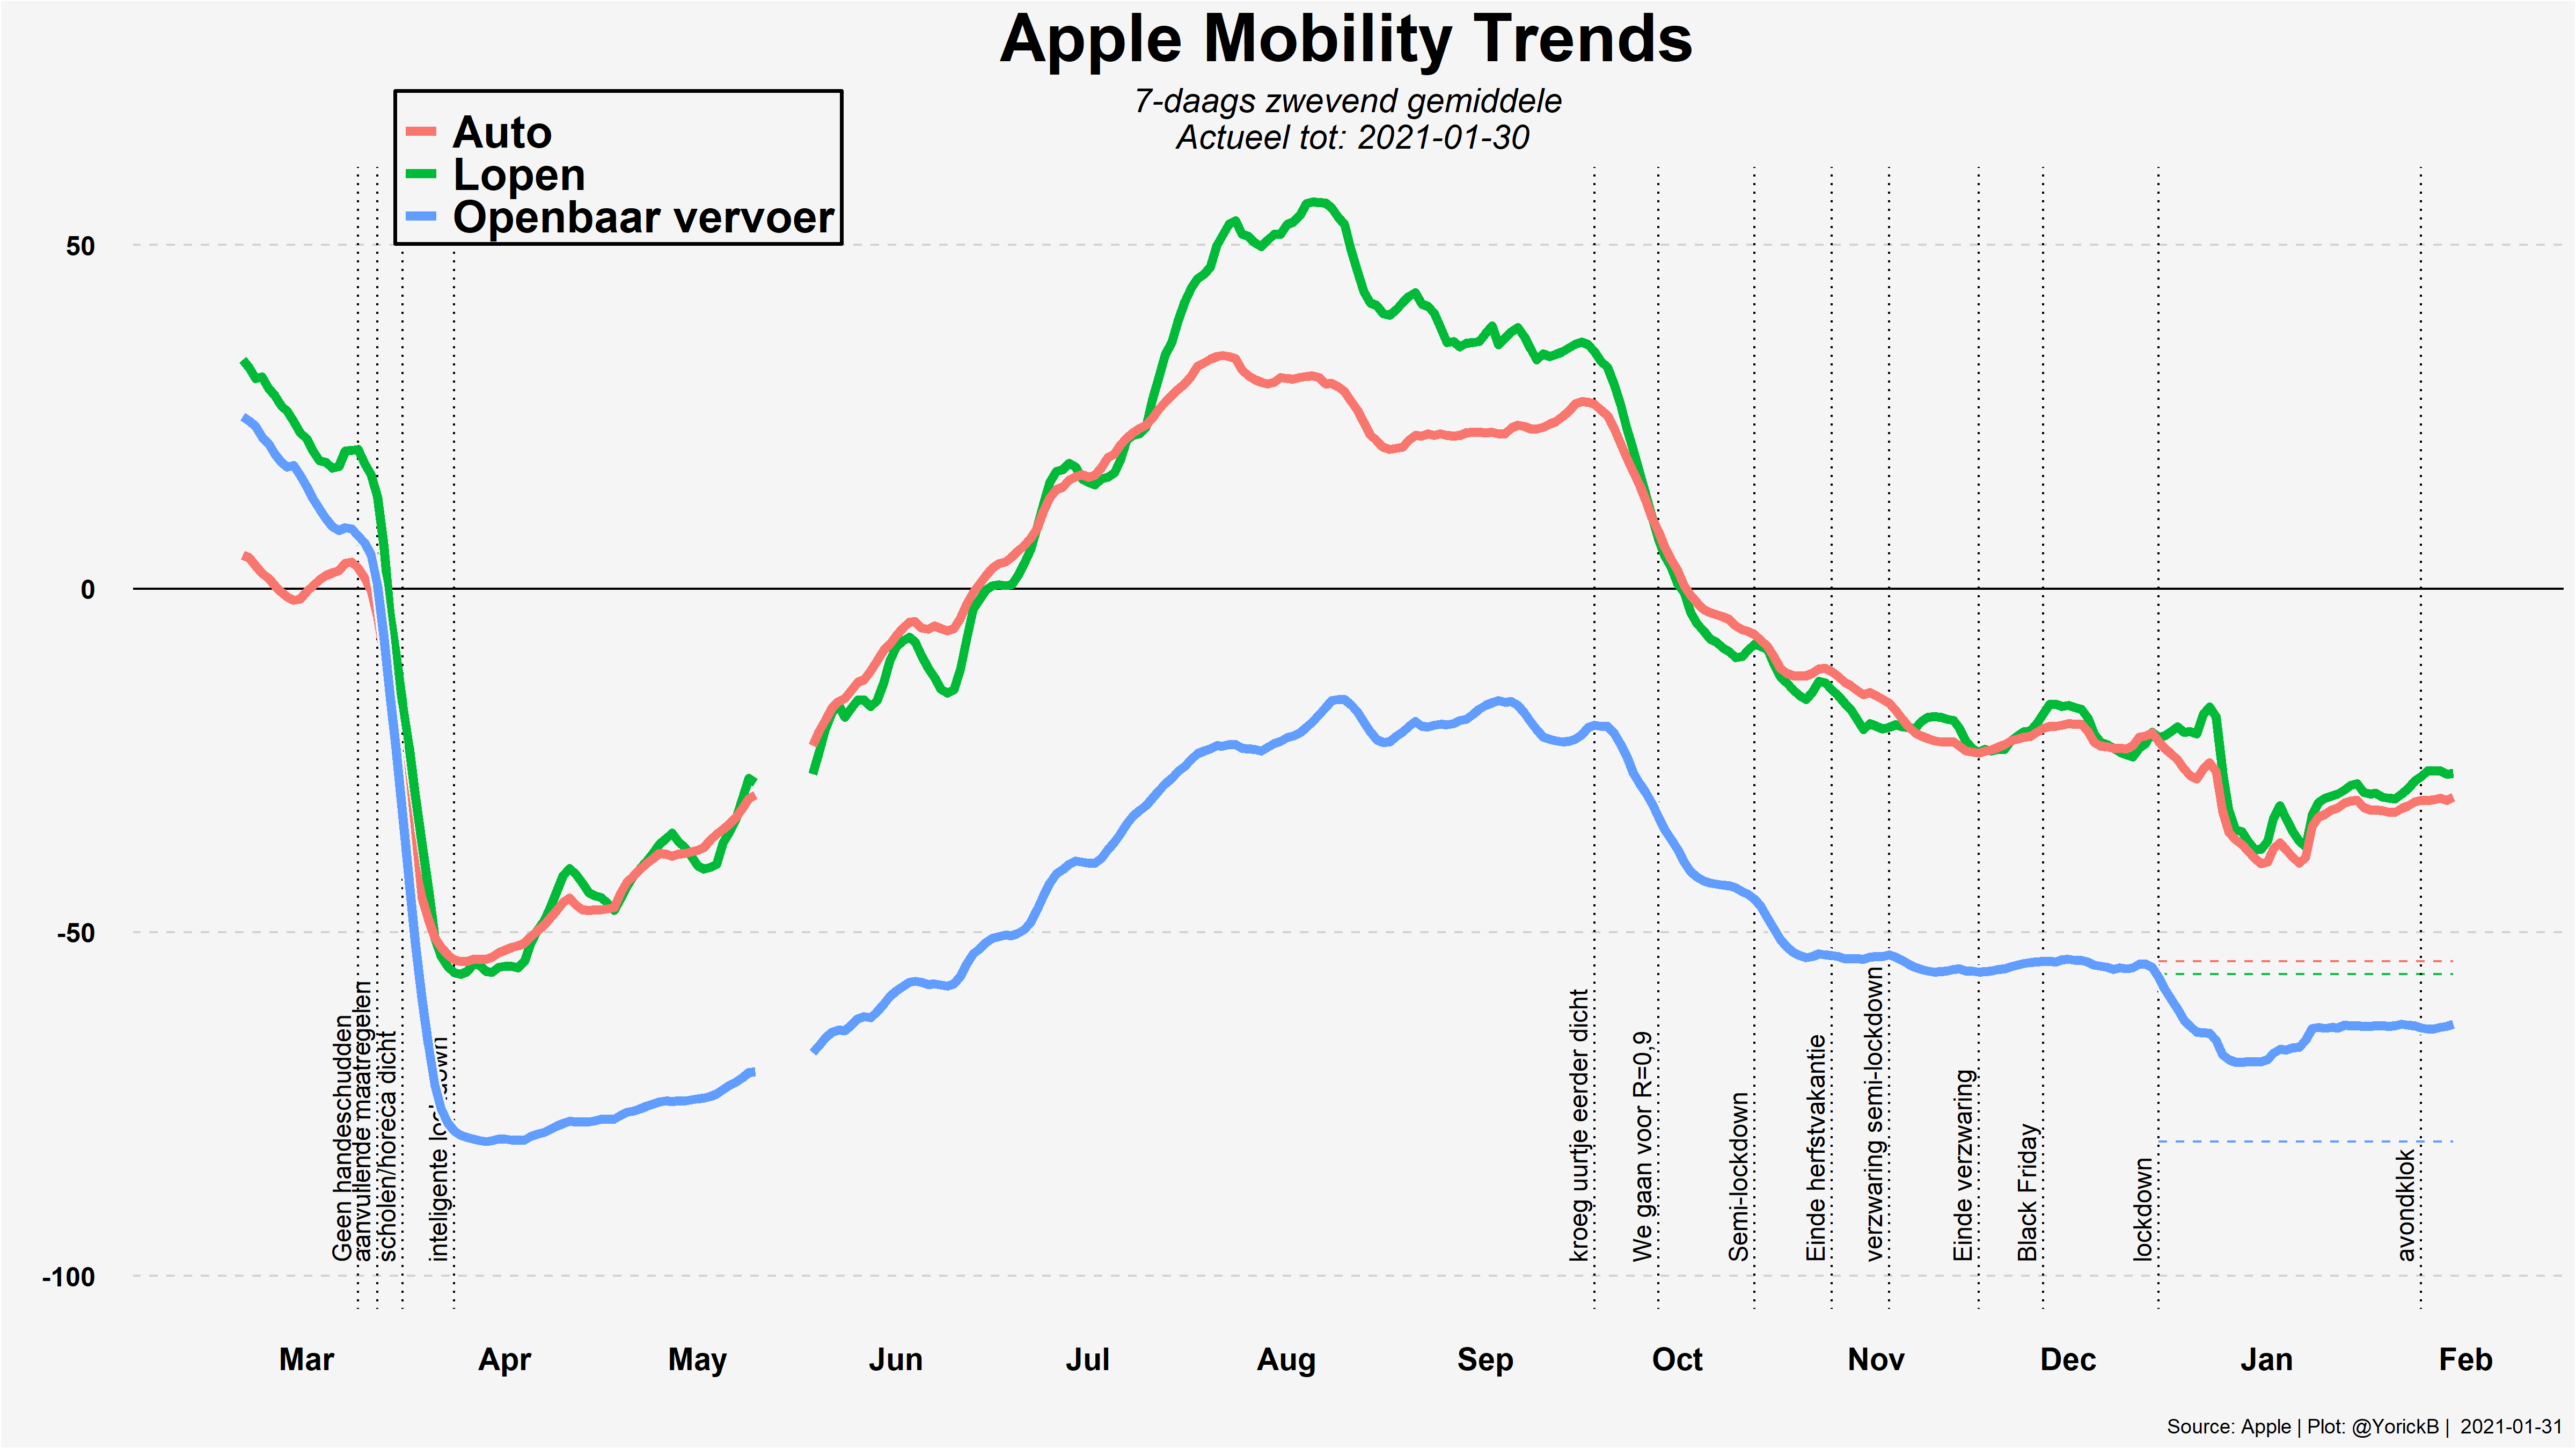 Apple Mobility Trends
7-daags zwevend gemiddele
Actueel tot: 2021-01-30
Auto
Lopen
Openbaar vervoer
50
0
-50
-100
Geen handeschudden
aanvullende maatregelen
scholen/horeca dicht
inteligente lockdown
kroeg uurtje eerder dicht
We gaan voor R=0,9
Semi-lockdown
Einde herfstvakantie
verzwaring semi-lockdown
Einde verzwaring
Black Friday
lockdown
avondklok
Mar
Apr
May
Jun
Jul
Aug
Sep
Oct
Nov
Dec
Jan
Feb
Source: Apple | Plot: @YorickB | 2021-01-31